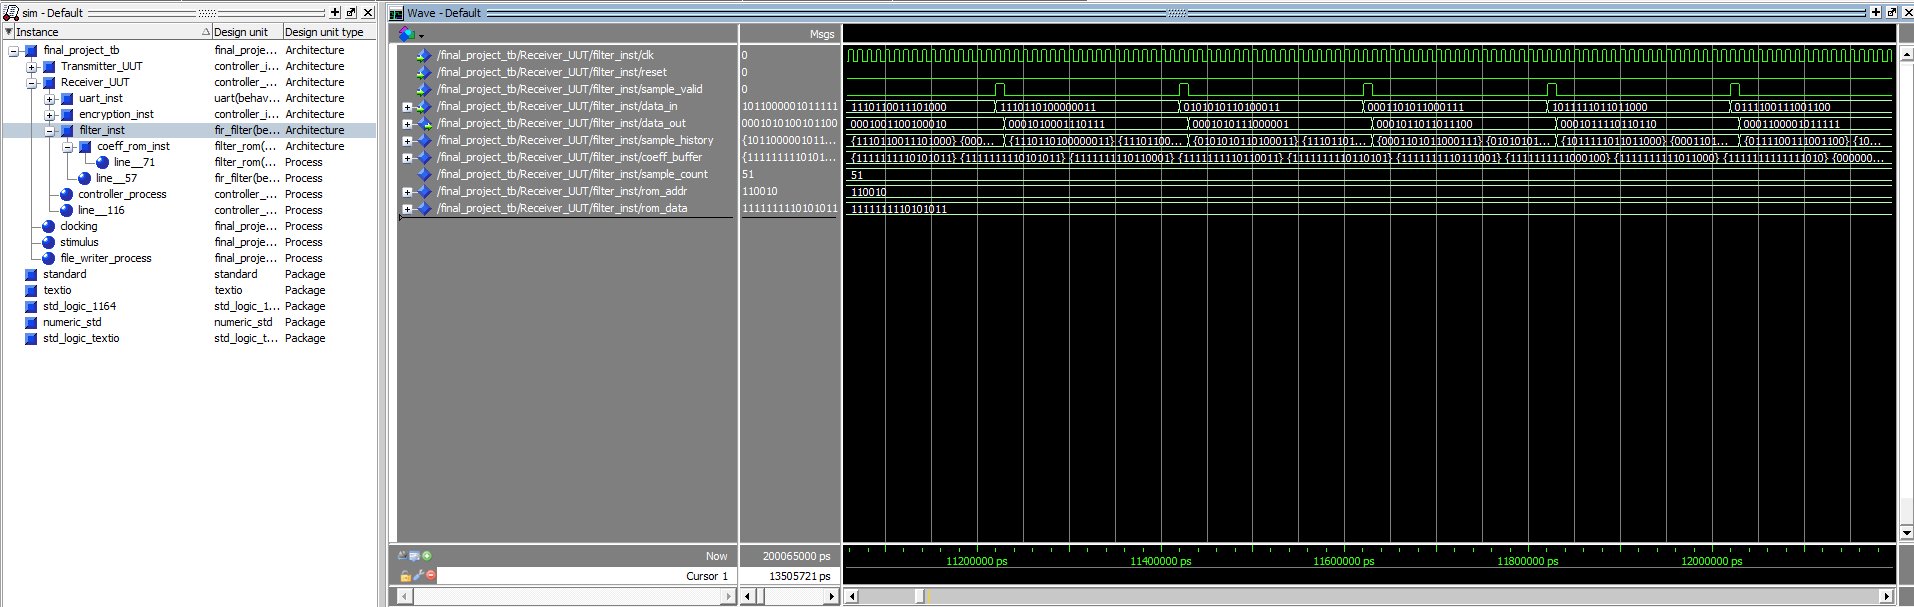 sim - Default
Instance Design unit Design unit type
final_project_tb final_proje... Architecture
Transmitter_UUT controller_i... Architecture
Receiver_UUT controller_... Architecture
uart_inst uart(behav... Architecture
encryption_inst encryption_i... Architecture
filter_inst fir_filter(be... Architecture
coeff_rom_inst filter_rom(... Architecture
line__71 filter_rom(... Process
line__57 fir_filter(be... Process
controller_process controller_... Process
line__116 controller_... Process
clocking final_proje... Process
stimulus final_proje... Process
file_writer_process final_proje... Process
standard standard Package
textio textio Package
std_logic_1164 std_logic_1... Package
numeric_std numeric_std Package
std_logic_textio std_logic_t... Package
Wave - Default
Msgs
/final_project_tb/Receiver_UUT/filter_inst/clk 0
/final_project_tb/Receiver_UUT/filter_inst/reset 0
/final_project_tb/Receiver_UUT/filter_inst/sample_valid 0
/final_project_tb/Receiver_UUT/filter_inst/data_in 1011000001011111 1110110011101000 1110110100000011 0101010110100011 0001101011000111 1011111011011000 0111100111001100
/final_project_tb/Receiver_UUT/filter_inst/data_out 0001010100101100 0001001100100010 0001010001110111 0001010111000001 0001011011011100 0001011110110110 0001100001011111
/final_project_tb/Receiver_UUT/filter_inst/sample_history {1011000001011... {1110110011101000} {000... {1110110100000011} {11101100... {0101010110100011} {11101101... {0001101011000111} {01010101... {1011111011011000} {0001101... {0111100111001100} {10...
/final_project_tb/Receiver_UUT/filter_inst/coeff_buffer {1111111110101... {1111111110101011} {1111111110101011} {1111111110110001} {1111111110110011} {1111111110110101} {1111111110111001} {1111111111000100} {1111111111011000} {1111111111111010} {000000...
/final_project_tb/Receiver_UUT/filter_inst/sample_count 51 51
/final_project_tb/Receiver_UUT/filter_inst/rom_addr 110010 110010
/final_project_tb/Receiver_UUT/filter_inst/rom_data 1111111110101011 1111111110101011
Now 200065000 ps 11200000 ps 11400000 ps 11600000 ps 11800000 ps 12000000 ps
Cursor 1 13505721 ps